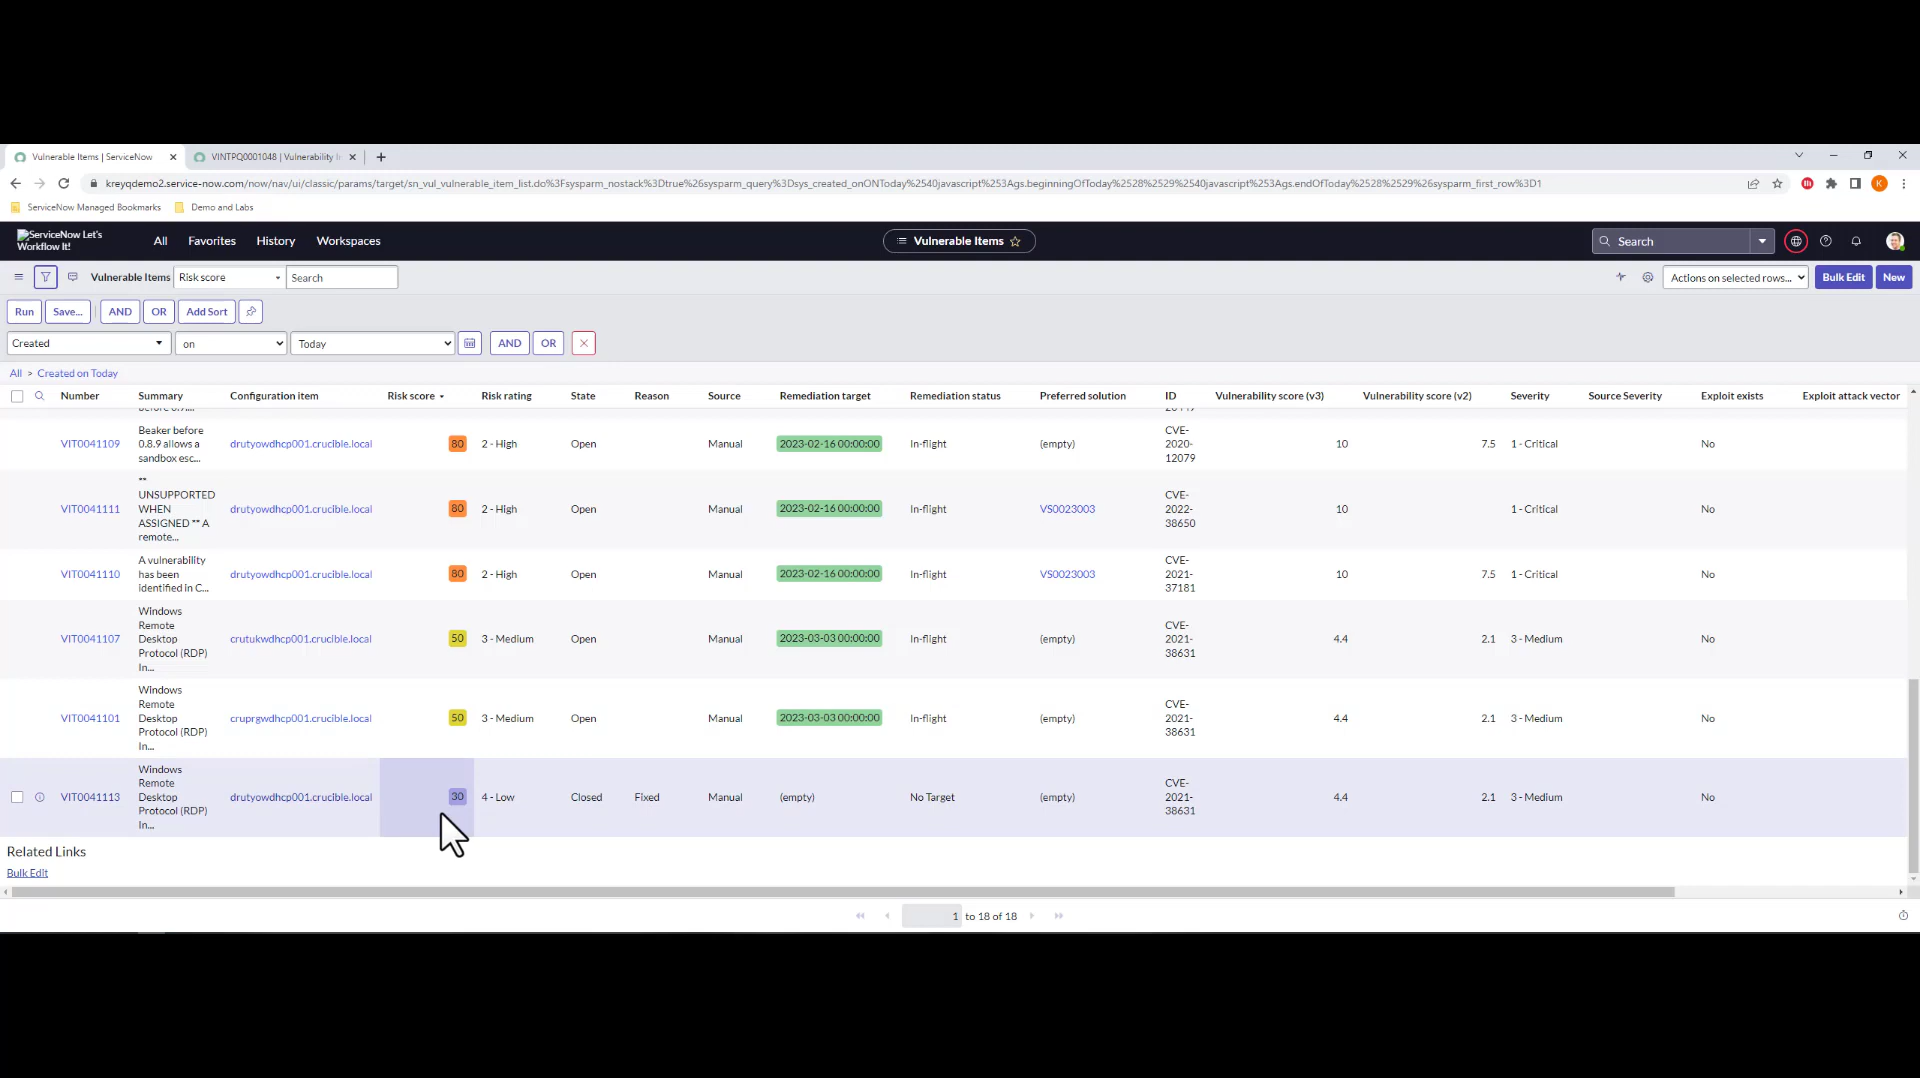 Vulnerable Items | ServiceNow
VINTPQ0001048 | Vulnerability I
kreyqdemo2.service-now.com/now/nav/ui/classic/params/target/sn_vul_vulnerable_item_list.do%3Fsysparm_nostack%3Dtrue%26sysparm_query%3Dsys_created_onONToday%2540javascript%253Ags.beginningOfToday%2528%2529%2540javascript%253Ags.endOfToday%2528%2529%26sysparm_first_row%3D1
K
ServiceNow Managed Bookmarks Demo and Labs
ServiceNow Let's
Workflow It!
All Favorites History Workspaces
Vulnerable Items
Search
Vulnerable Items Risk score Search
Actions on selected rows... Bulk Edit New
Run Save... AND OR Add Sort
Created on Today AND OR
All > Created on Today
Number Summary Configuration item Risk score Risk rating State Reason Source Remediation target Remediation status Preferred solution ID Vulnerability score (v3) Vulnerability score (v2) Severity Source Severity Exploit exists Exploit attack vector
VIT0041109
Beaker before
0.8.9 allows a
sandbox esc...
drutyowdhcp001.crucible.local 80 2 - High Open Manual 2023-02-16 00:00:00 In-flight (empty)
CVE-
2020-
12079
10 7.5 1 - Critical No
VIT0041111
**
UNSUPPORTED
WHEN
ASSIGNED ** A
remote...
drutyowdhcp001.crucible.local 80 2 - High Open Manual 2023-02-16 00:00:00 In-flight VS0023003
CVE-
2022-
38650
10 1 - Critical No
VIT0041110
A vulnerability
has been
identified in C...
drutyowdhcp001.crucible.local 80 2 - High Open Manual 2023-02-16 00:00:00 In-flight VS0023003
CVE-
2021-
37181
10 7.5 1 - Critical No
VIT0041107
Windows
Remote
Desktop
Protocol (RDP)
In...
crutukwdhcp001.crucible.local 50 3 - Medium Open Manual 2023-03-03 00:00:00 In-flight (empty)
CVE-
2021-
38631
4.4 2.1 3 - Medium No
VIT0041101
Windows
Remote
Desktop
Protocol (RDP)
In...
cruprgwdhcp001.crucible.local 50 3 - Medium Open Manual 2023-03-03 00:00:00 In-flight (empty)
CVE-
2021-
38631
4.4 2.1 3 - Medium No
VIT0041113
Windows
Remote
Desktop
Protocol (RDP)
In...
drutyowdhcp001.crucible.local 30 4 - Low Closed Fixed Manual (empty) No Target (empty)
CVE-
2021-
38631
4.4 2.1 3 - Medium No
Related Links
Bulk Edit
1 to 18 of 18